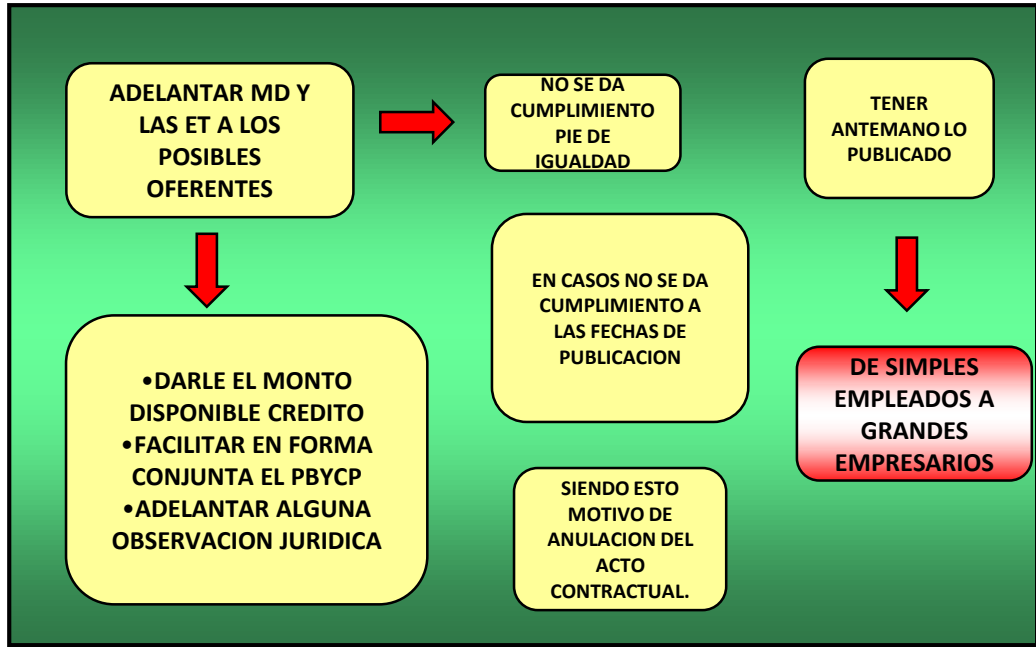 ADELANTAR MD Y
LAS ET A LOS
POSIBLES
OFERENTES
NO SE DA
CUMPLIMIENTO
PIE DE
IGUALDAD
TENER
ANTEMANO LO
PUBLICADO
•DARLE EL MONTO
DISPONIBLE CREDITO
•FACILITAR EN FORMA
CONJUNTA EL PBYCP
•ADELANTAR ALGUNA
OBSERVACION JURIDICA
EN CASOS NO SE DA
CUMPLIMIENTO A
LAS FECHAS DE
PUBLICACION
SIENDO ESTO
MOTIVO DE
ANULACION DEL
ACTO
CONTRACTUAL.
DE SIMPLES
EMPLEADOS A
GRANDES
EMPRESARIOS